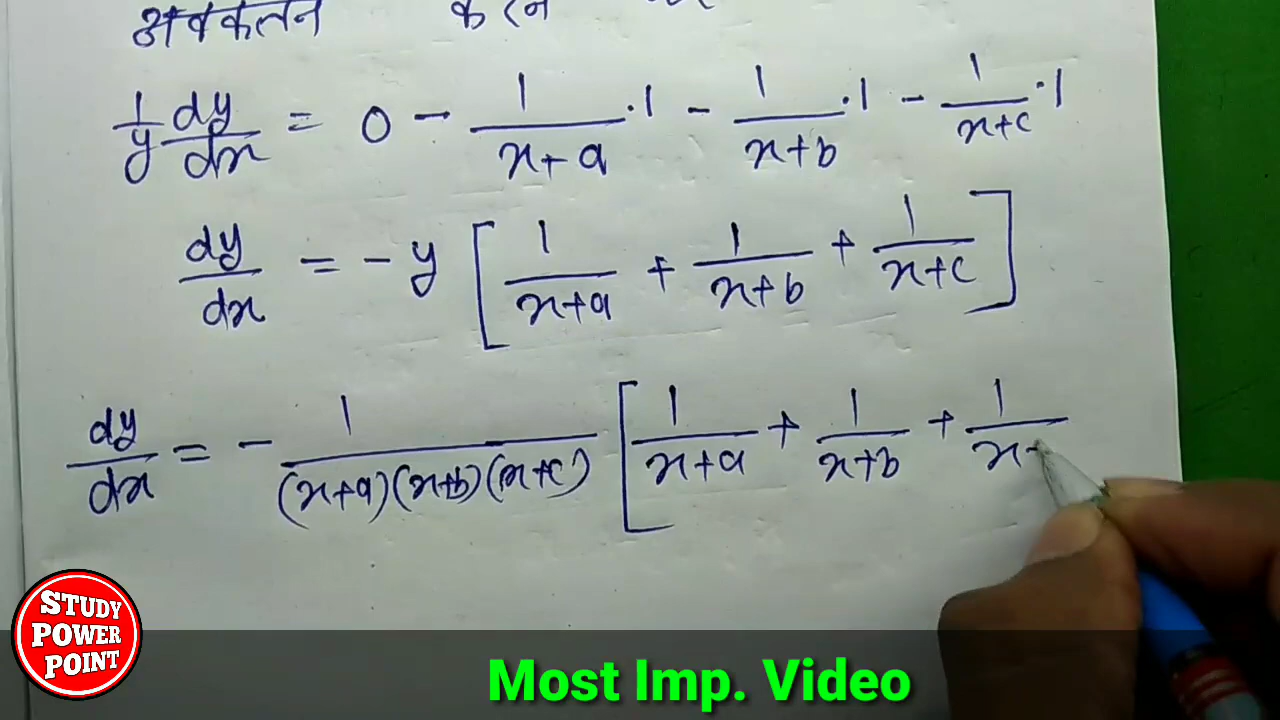 अवकलन करने
1/y dy/dx = 0 - 1/(x+a) · 1 - 1/(x+b) · 1 - 1/(x+c) · 1
dy/dx = - y [ 1/(x+a) + 1/(x+b) + 1/(x+c) ]
dy/dx = - 1/((x+a)(x+b)(x+c)) [ 1/(x+a) + 1/(x+b) + 1/(x+
STUDY
POWER
POINT
Most Imp. Video